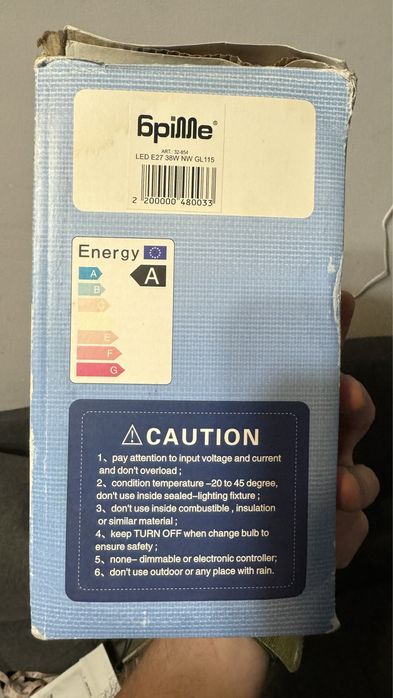 бріМе®
ART.: 32-854
LED E27 38W NW GL115
2 200000 480033
Energy
A
A
B
C
E
F
G
⚠CAUTION
1、pay attention to input voltage and current
and don't overload ;
2、condition temperature –20 to 45 degree,
don't use inside sealed–lighting fixture ;
3、don't use inside combustible , insulation
or similar material ;
4、keep TURN OFF when change bulb to
ensure safety ;
5、none– dimmable or electronic controller;
6、don't use outdoor or any place with rain.